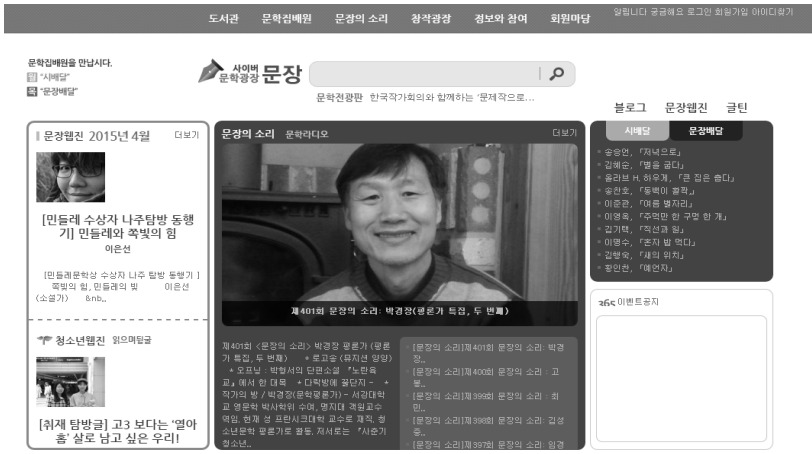 도서관 문학집배원 문장의 소리 창작광장 정보와 참여 회원마당
알립니다 궁금해요 로그인 회원가입 아이디찾기
문학집배원을 만납시다.
월 "시배달"
목 "문장배달"
사이버
문학광장 문장
문학전광판 한국작가회의와 함께하는 '문제작으로...
블로그 문장웹진 글틴
문장웹진 2015년 4월 더보기
[민들레 수상자 나주탐방 동행
기] 민들레와 쪽빛의 힘
이은선
[민들레문학상 수상자 나주 탐방 동행기 ]
쪽빛의 힘, 민들레의 빛 이은선
(소설가) &nb..
청소년웹진 읽으며뒹굴
[취재 탐방글] 고3 보다는 '열아
홉' 살로 남고 싶은 우리!
문장의 소리 문학라디오 더보기
제401회 문장의 소리: 박경장(평론가 특집, 두 번째)
제401회 <문장의 소리> 박경장 평론가 (평론
가 특집, 두 번째) * 로고송 (뮤지션 양양)
* 오프닝 : 박형서의 단편소설 『노란육
교』에서 한 대목 * 다락방에 꿀단지 - *
작가의 방 / 박경장(문학평론가) - 서강대학
교 영문학 박사학위 수여, 명지대 객원교수
역임. 현재 성 프란시크대학 교수로 재직. 청
소년문학 평론가로 활동. 저서로는 『사춘기
청소년..
[문장의 소리]제401회 문장의 소리: 박경
장..
[문장의 소리]제400회 문장의 소리 : 고
봉..
[문장의 소리]제399회 문장의 소리 : 최
민..
[문장의 소리]제398회 문장의 소리: 김성
중..
[문장의 소리]제397회 문장의 소리: 임경
시배달 문장배달
송승언, 「저녁으로」
김혜순, 「별을 굽다」
올라브 H. 하우게, 「큰 집은 춥다」
송찬호, 「동백이 활짝,」
이준관, 「여름 별자리」
이영옥, 「주먹만 한 구멍 한 개」
김기택, 「직선과 원」
이명수, 「혼자 밥 먹다」
김행숙, 「새의 위치」
황인찬, 「예언자」
365 이벤트공지